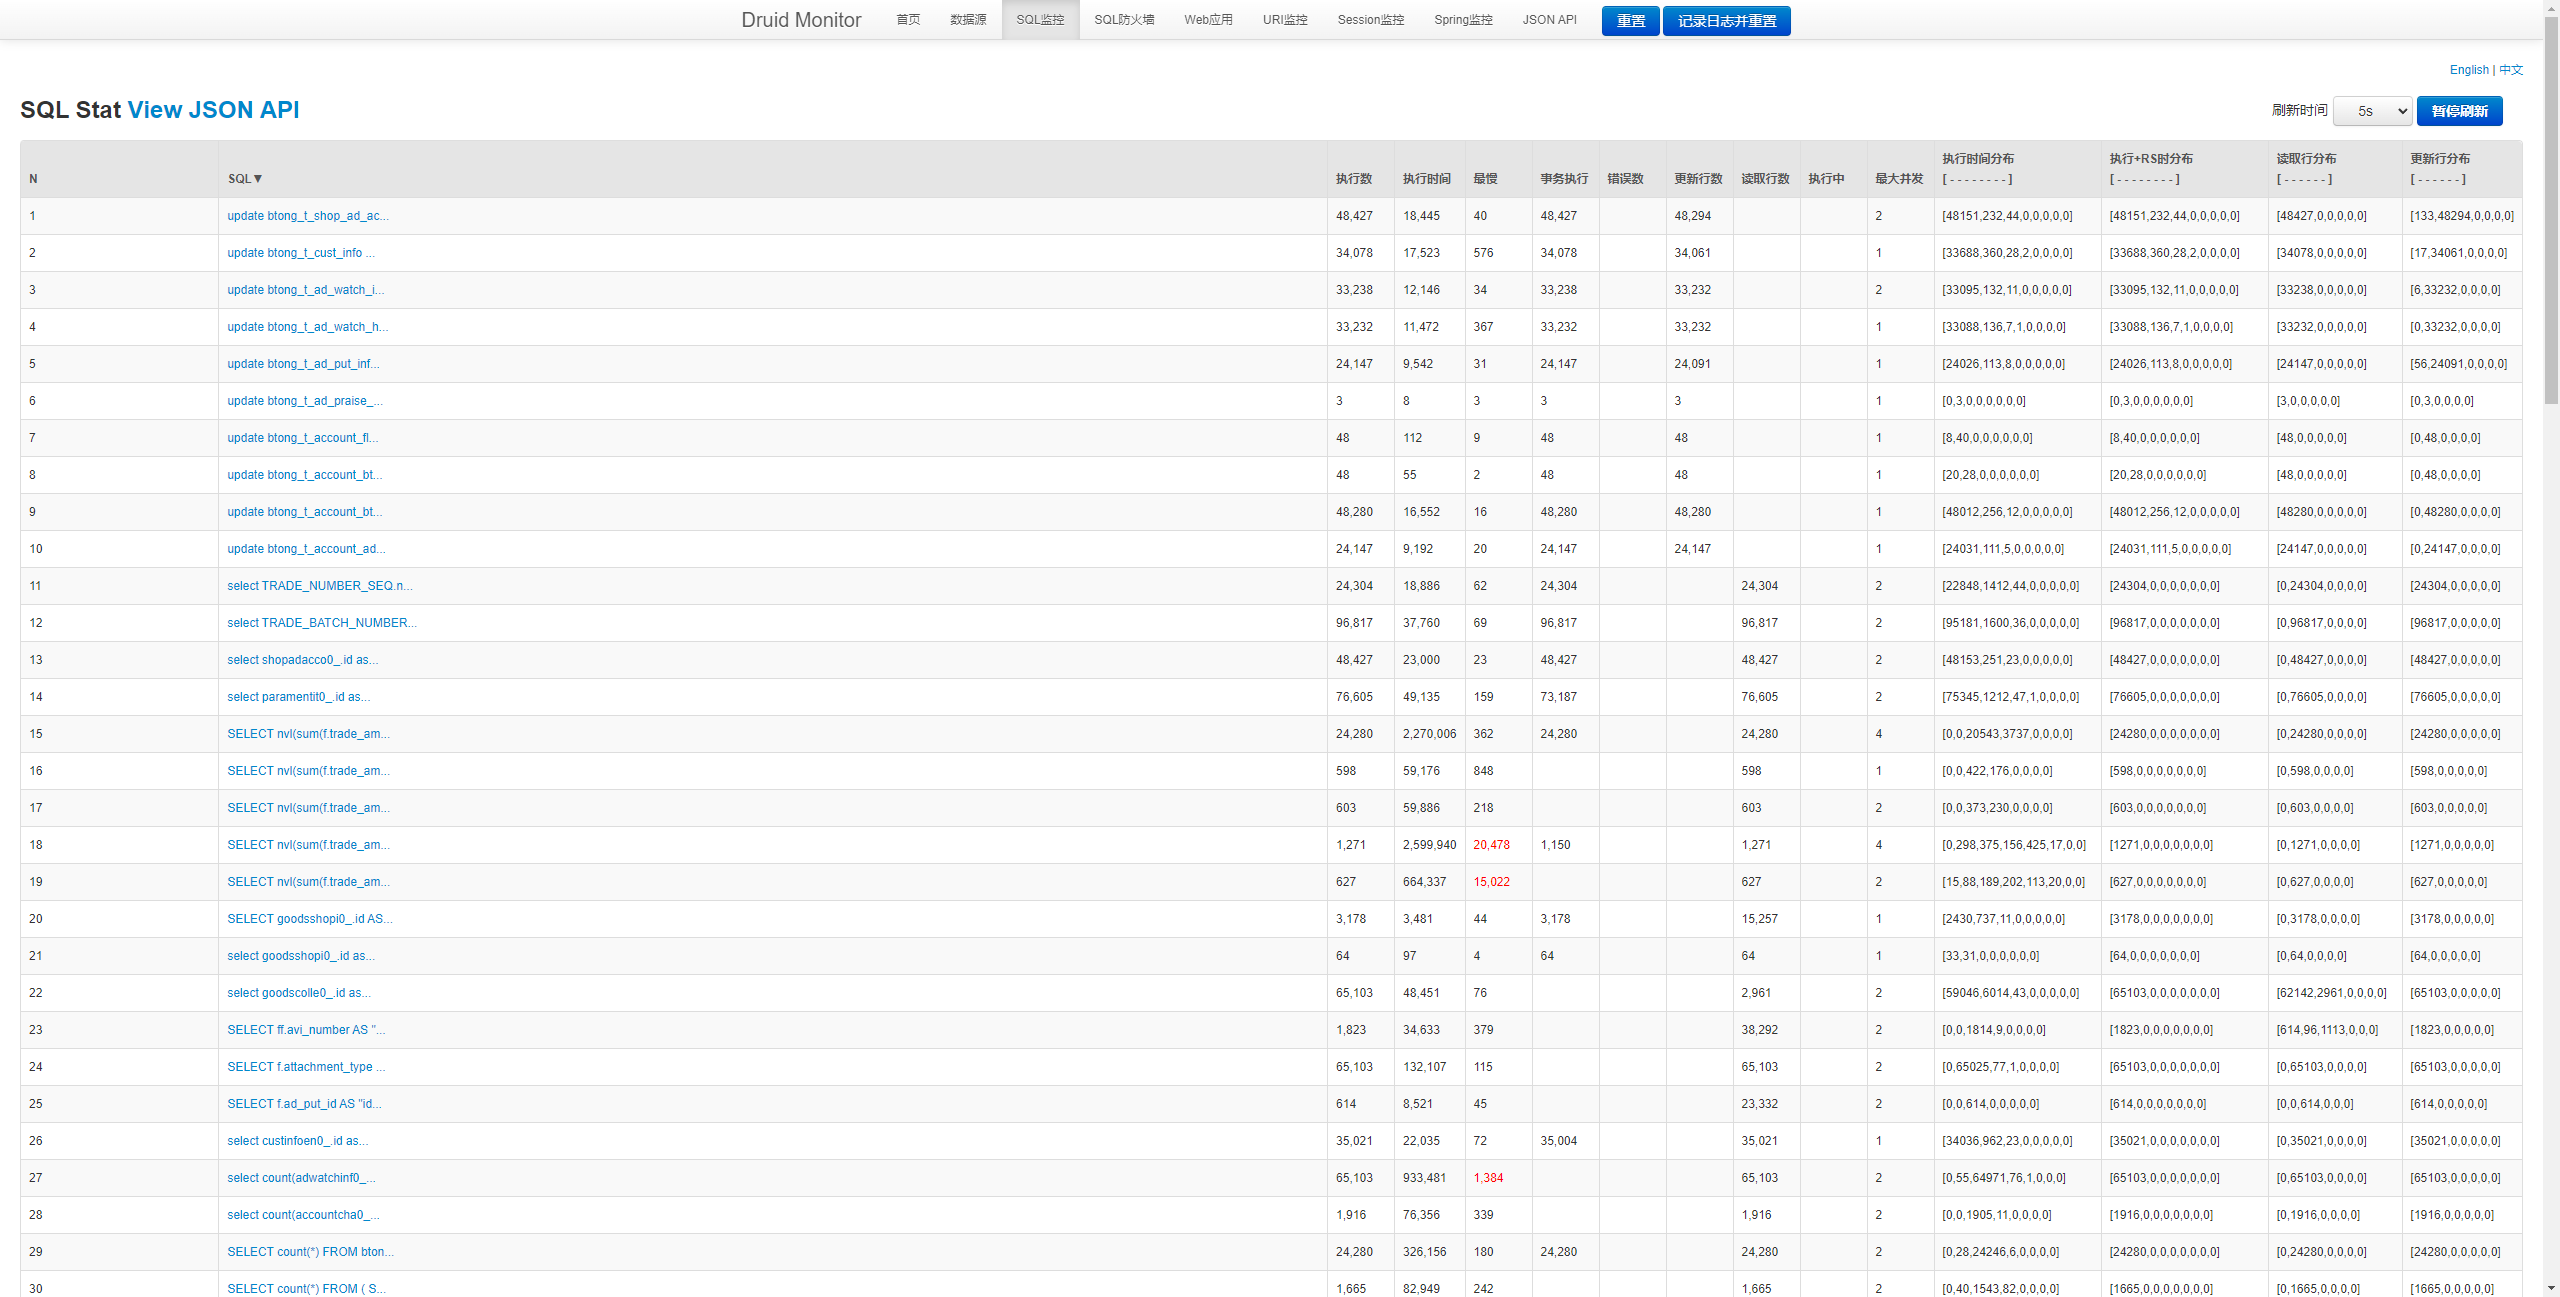 Druid Monitor 首页 数据源 SQL监控 SQL防火墙 Web应用 URI监控 Session监控 Spring监控 JSON API 重置 记录日志并重置
English | 中文
SQL Stat View JSON API 刷新时间 5s 暂停刷新
N SQL▼ 执行数 执行时间 最慢 事务执行 错误数 更新行数 读取行数 执行中 最大并发 执行时间分布 [ - - - - - - - - ] 执行+RS时分布 [ - - - - - - - - ] 读取行分布 [ - - - - - - ] 更新行分布 [ - - - - - - ]
1 update btong_t_shop_ad_ac... 48,427 18,445 40 48,427 48,294 2 [48151,232,44,0,0,0,0,0] [48151,232,44,0,0,0,0,0] [48427,0,0,0,0,0] [133,48294,0,0,0,0]
2 update btong_t_cust_info ... 34,078 17,523 576 34,078 34,061 1 [33688,360,28,2,0,0,0,0] [33688,360,28,2,0,0,0,0] [34078,0,0,0,0,0] [17,34061,0,0,0,0]
3 update btong_t_ad_watch_i... 33,238 12,146 34 33,238 33,232 2 [33095,132,11,0,0,0,0,0] [33095,132,11,0,0,0,0,0] [33238,0,0,0,0,0] [6,33232,0,0,0,0]
4 update btong_t_ad_watch_h... 33,232 11,472 367 33,232 33,232 1 [33088,136,7,1,0,0,0,0] [33088,136,7,1,0,0,0,0] [33232,0,0,0,0,0] [0,33232,0,0,0,0]
5 update btong_t_ad_put_inf... 24,147 9,542 31 24,147 24,091 1 [24026,113,8,0,0,0,0,0] [24026,113,8,0,0,0,0,0] [24147,0,0,0,0,0] [56,24091,0,0,0,0]
6 update btong_t_ad_praise_... 3 8 3 3 3 1 [0,3,0,0,0,0,0,0] [0,3,0,0,0,0,0,0] [3,0,0,0,0,0] [0,3,0,0,0,0]
7 update btong_t_account_fl... 48 112 9 48 48 1 [8,40,0,0,0,0,0,0] [8,40,0,0,0,0,0,0] [48,0,0,0,0,0] [0,48,0,0,0,0]
8 update btong_t_account_bt... 48 55 2 48 48 1 [20,28,0,0,0,0,0,0] [20,28,0,0,0,0,0,0] [48,0,0,0,0,0] [0,48,0,0,0,0]
9 update btong_t_account_bt... 48,280 16,552 16 48,280 48,280 1 [48012,256,12,0,0,0,0,0] [48012,256,12,0,0,0,0,0] [48280,0,0,0,0,0] [0,48280,0,0,0,0]
10 update btong_t_account_ad... 24,147 9,192 20 24,147 24,147 1 [24031,111,5,0,0,0,0,0] [24031,111,5,0,0,0,0,0] [24147,0,0,0,0,0] [0,24147,0,0,0,0]
11 select TRADE_NUMBER_SEQ.n... 24,304 18,886 62 24,304 24,304 2 [22848,1412,44,0,0,0,0,0] [24304,0,0,0,0,0,0,0] [0,24304,0,0,0,0] [24304,0,0,0,0,0]
12 select TRADE_BATCH_NUMBER... 96,817 37,760 69 96,817 96,817 2 [95181,1600,36,0,0,0,0,0] [96817,0,0,0,0,0,0,0] [0,96817,0,0,0,0] [96817,0,0,0,0,0]
13 select shopadacco0_.id as... 48,427 23,000 23 48,427 48,427 2 [48153,251,23,0,0,0,0,0] [48427,0,0,0,0,0,0,0] [0,48427,0,0,0,0] [48427,0,0,0,0,0]
14 select paramentit0_.id as... 76,605 49,135 159 73,187 76,605 2 [75345,1212,47,1,0,0,0,0] [76605,0,0,0,0,0,0,0] [0,76605,0,0,0,0] [76605,0,0,0,0,0]
15 SELECT nvl(sum(f.trade_am... 24,280 2,270,006 362 24,280 24,280 4 [0,0,20543,3737,0,0,0,0] [24280,0,0,0,0,0,0,0] [0,24280,0,0,0,0] [24280,0,0,0,0,0]
16 SELECT nvl(sum(f.trade_am... 598 59,176 848 598 1 [0,0,422,176,0,0,0,0] [598,0,0,0,0,0,0,0] [0,598,0,0,0,0] [598,0,0,0,0,0]
17 SELECT nvl(sum(f.trade_am... 603 59,886 218 603 2 [0,0,373,230,0,0,0,0] [603,0,0,0,0,0,0,0] [0,603,0,0,0,0] [603,0,0,0,0,0]
18 SELECT nvl(sum(f.trade_am... 1,271 2,599,940 20,478 1,150 1,271 4 [0,298,375,156,425,17,0,0] [1271,0,0,0,0,0,0,0] [0,1271,0,0,0,0] [1271,0,0,0,0,0]
19 SELECT nvl(sum(f.trade_am... 627 664,337 15,022 627 2 [15,88,189,202,113,20,0,0] [627,0,0,0,0,0,0,0] [0,627,0,0,0,0] [627,0,0,0,0,0]
20 SELECT goodsshopi0_.id AS... 3,178 3,481 44 3,178 15,257 1 [2430,737,11,0,0,0,0,0] [3178,0,0,0,0,0,0,0] [0,3178,0,0,0,0] [3178,0,0,0,0,0]
21 select goodsshopi0_.id as... 64 97 4 64 64 1 [33,31,0,0,0,0,0,0] [64,0,0,0,0,0,0,0] [0,64,0,0,0,0] [64,0,0,0,0,0]
22 select goodscolle0_.id as... 65,103 48,451 76 2,961 2 [59046,6014,43,0,0,0,0,0] [65103,0,0,0,0,0,0,0] [62142,2961,0,0,0,0] [65103,0,0,0,0,0]
23 SELECT ff.avi_number AS "... 1,823 34,633 379 38,292 2 [0,0,1814,9,0,0,0,0] [1823,0,0,0,0,0,0,0] [614,96,1113,0,0,0] [1823,0,0,0,0,0]
24 SELECT f.attachment_type ... 65,103 132,107 115 65,103 2 [0,65025,77,1,0,0,0,0] [65103,0,0,0,0,0,0,0] [0,65103,0,0,0,0] [65103,0,0,0,0,0]
25 SELECT f.ad_put_id AS "id... 614 8,521 45 23,332 2 [0,0,614,0,0,0,0,0] [614,0,0,0,0,0,0,0] [0,0,614,0,0,0] [614,0,0,0,0,0]
26 select custinfoen0_.id as... 35,021 22,035 72 35,004 35,021 1 [34036,962,23,0,0,0,0,0] [35021,0,0,0,0,0,0,0] [0,35021,0,0,0,0] [35021,0,0,0,0,0]
27 select count(adwatchinf0_... 65,103 933,481 1,384 65,103 2 [0,55,64971,76,1,0,0,0] [65103,0,0,0,0,0,0,0] [0,65103,0,0,0,0] [65103,0,0,0,0,0]
28 select count(accountcha0_... 1,916 76,356 339 1,916 2 [0,0,1905,11,0,0,0,0] [1916,0,0,0,0,0,0,0] [0,1916,0,0,0,0] [1916,0,0,0,0,0]
29 SELECT count(*) FROM bton... 24,280 326,156 180 24,280 24,280 2 [0,28,24246,6,0,0,0,0] [24280,0,0,0,0,0,0,0] [0,24280,0,0,0,0] [24280,0,0,0,0,0]
30 SELECT count(*) FROM ( S... 1,665 82,949 242 1,665 2 [0,40,1543,82,0,0,0,0] [1665,0,0,0,0,0,0,0] [0,1665,0,0,0,0] [1665,0,0,0,0,0]